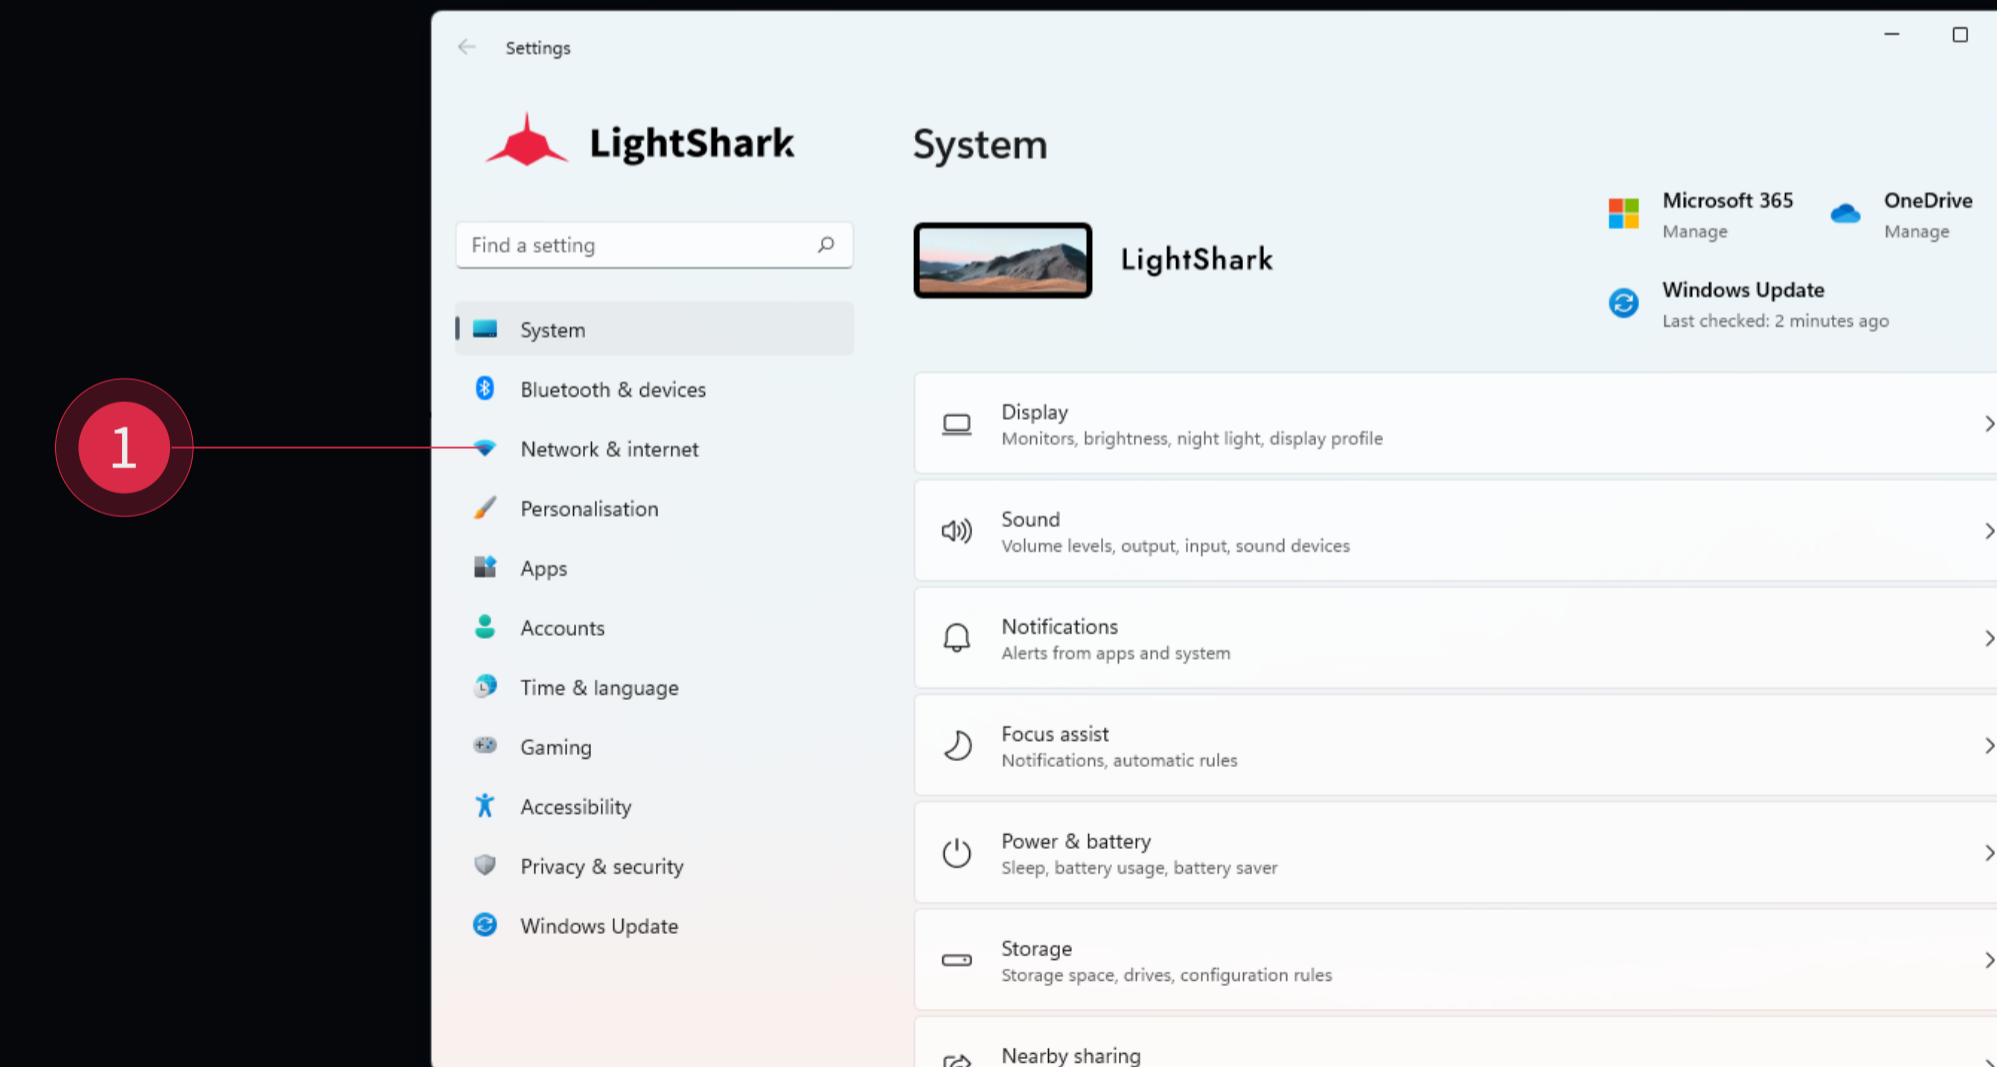 Settings
LightShark
System
Microsoft 365
Manage
OneDrive
Manage
Find a setting
LightShark
Windows Update
Last checked: 2 minutes ago
System
Bluetooth & devices
1
Network & internet
Personalisation
Apps
Accounts
Time & language
Gaming
Accessibility
Privacy & security
Windows Update
Display
Monitors, brightness, night light, display profile
Sound
Volume levels, output, input, sound devices
Notifications
Alerts from apps and system
Focus assist
Notifications, automatic rules
Power & battery
Sleep, battery usage, battery saver
Storage
Storage space, drives, configuration rules
Nearby sharing